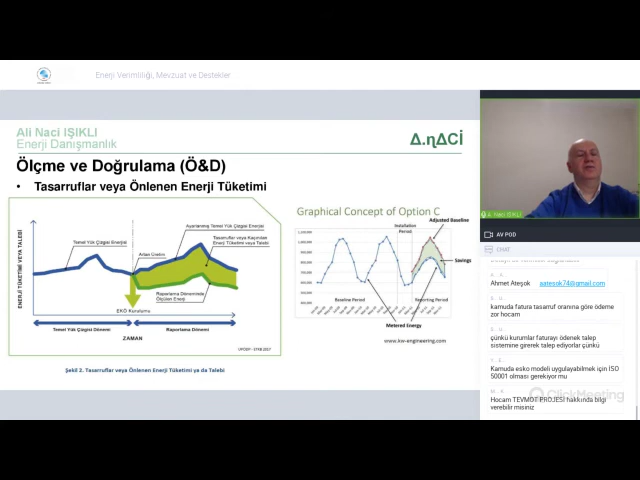 Enerji Verimliliği, Mevzuat ve Destekler
Ali Naci IŞIKLI
Enerji Danışmanlık
Δ.ηΔCİ
Ölçme ve Doğrulama (Ö&D)
• Tasarruflar veya Önlenen Enerji Tüketimi
ENERJİ TÜKETİMİ VEYA TALEBİ
Temel Yük Çizgisi Enerjisi
Artan Üretim
Ayarlanmış Temel Yük Çizgisi Enerjisi
Tasarruflar veya Kaçınılan
Enerji Tüketimi veya Talebi
Raporlama Döneminde
Ölçülen Enerji
EKÖ Kurulumu
Temel Yük Çizgisi Dönemi
Raporlama Dönemi
ZAMAN
Şekil 2. Tasarruflar veya Önlenen Enerji Tüketimi ya da Talebi
Graphical Concept of Option C
Installation
Period
Adjusted Baseline
Savings
Baseline Period
Reporting Period
Metered Energy
www.kw-engineering.com
A. Naci IŞIKLI
AV POD
CHAT
Ahmet Ateşok aatesok74@gmail.com
kamuda fatura tasaruf oranına göre ödeme
zor hocam
çünkü kurumlar faturayı ödenek talep
sistemine girerek talep ediyorlar çünkü
Kamuda esko modeli uygulayabilmek için ISO
50001 olması gerekiyor mu
Hocam TEVMOT PROJESİ hakkında bilgi
verebilir misiniz
ClickMeeting